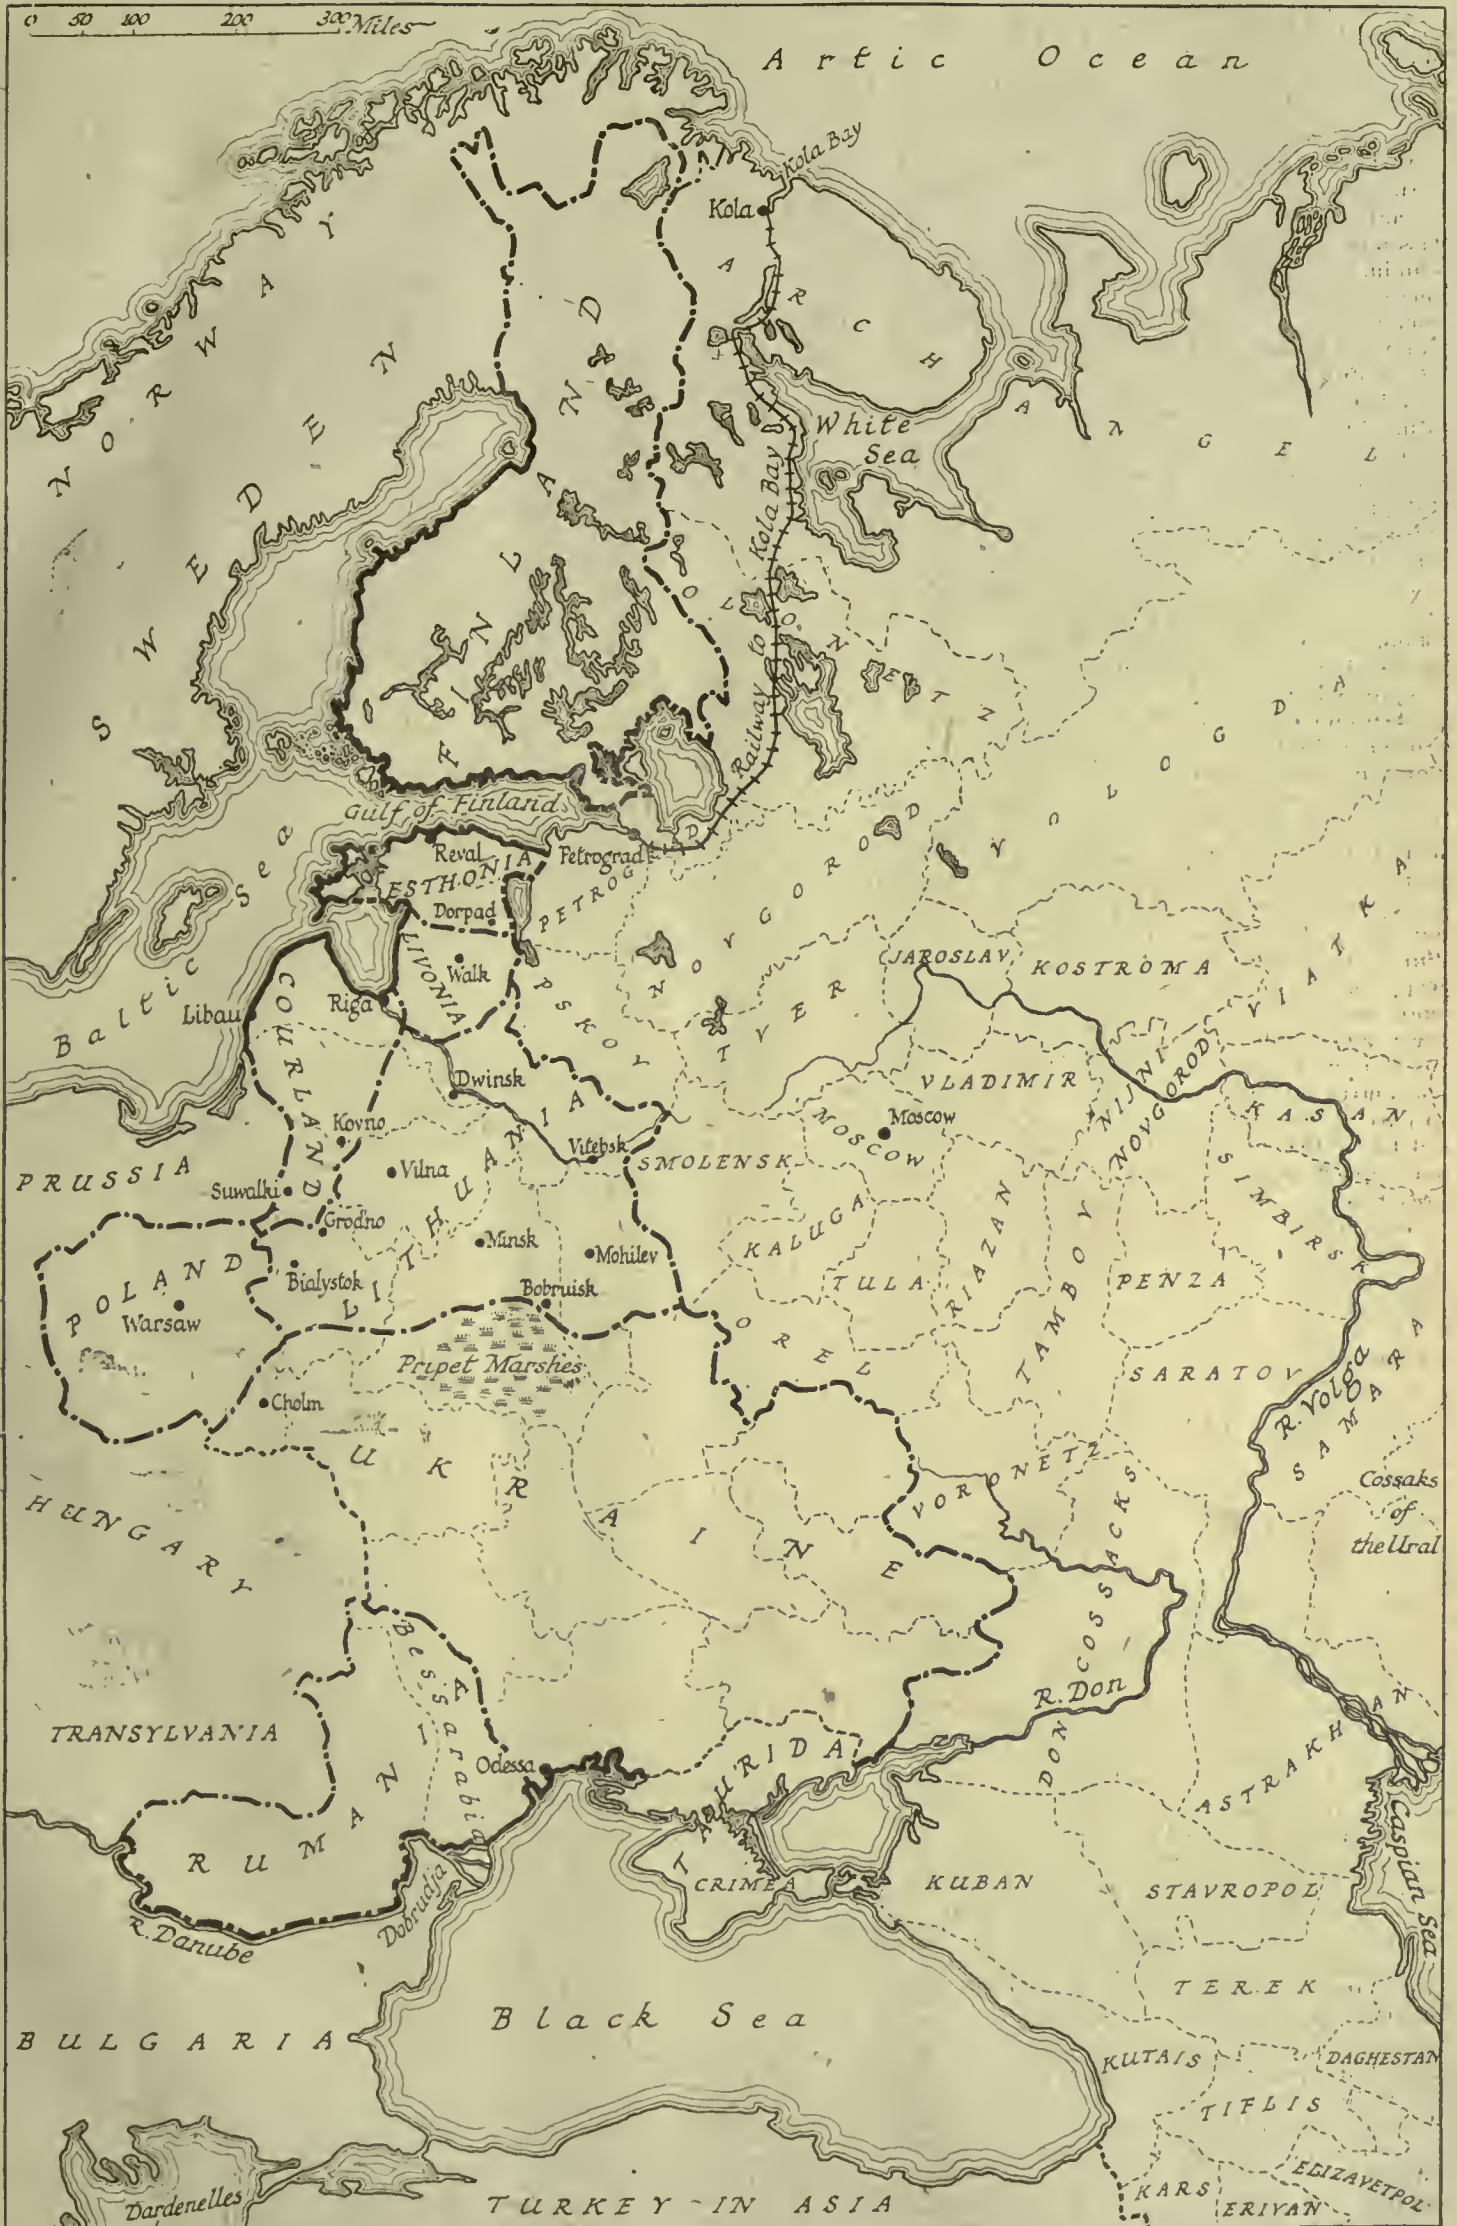 0 50 100 200 300 Miles
Artic Ocean
Kola Bay
Kola
NORWAY
SWEDEN
FINLAND
ARCHANGEL
White Sea
Railway to Kola Bay
OLONETZ
VOLOGDA
Gulf of Finland
Baltic Sea
Reval
ESTHONIA
Petrograd
PETROGRAD
Dorpad
LIVONIA
Walk
PSKOV
NOVGOROD
TVER
JAROSLAV
KOSTROMA
VIATKA
Libau
COURLAND
Riga
Dwinsk
VLADIMIR
NIJNI NOVGOROD
KASAN
MOSCOW
Moscow
Kovno
Vilna
Vitebsk
SMOLENSK
PRUSSIA
Suwalki
Grodno
LITHUANIA
Minsk
Mohilev
KALUGA
TULA
RIAZAN
TAMBOV
PENZA
SIMBIRSK
POLAND
Warsaw
Bialystok
Bobruisk
Pripet Marshes
OREL
SARATOV
R. Volga
SAMARA
Cholm
UKRAINE
VORONETZ
Cossaks
of
the Ural
HUNGARY
DON COSSACKS
R. Don
Bessarabia
TRANSYLVANIA
Odessa
TAURIDA
ASTRAKHAN
RUMANIA
CRIMEA
KUBAN
STAVROPOL
Caspian Sea
R. Danube
Dobrudja
TEREK
BULGARIA
Black Sea
KUTAIS
DAGHESTAN
TIFLIS
Dardenelles
TURKEY-IN ASIA
KARS
ERIVAN
ELIZAVETPOL